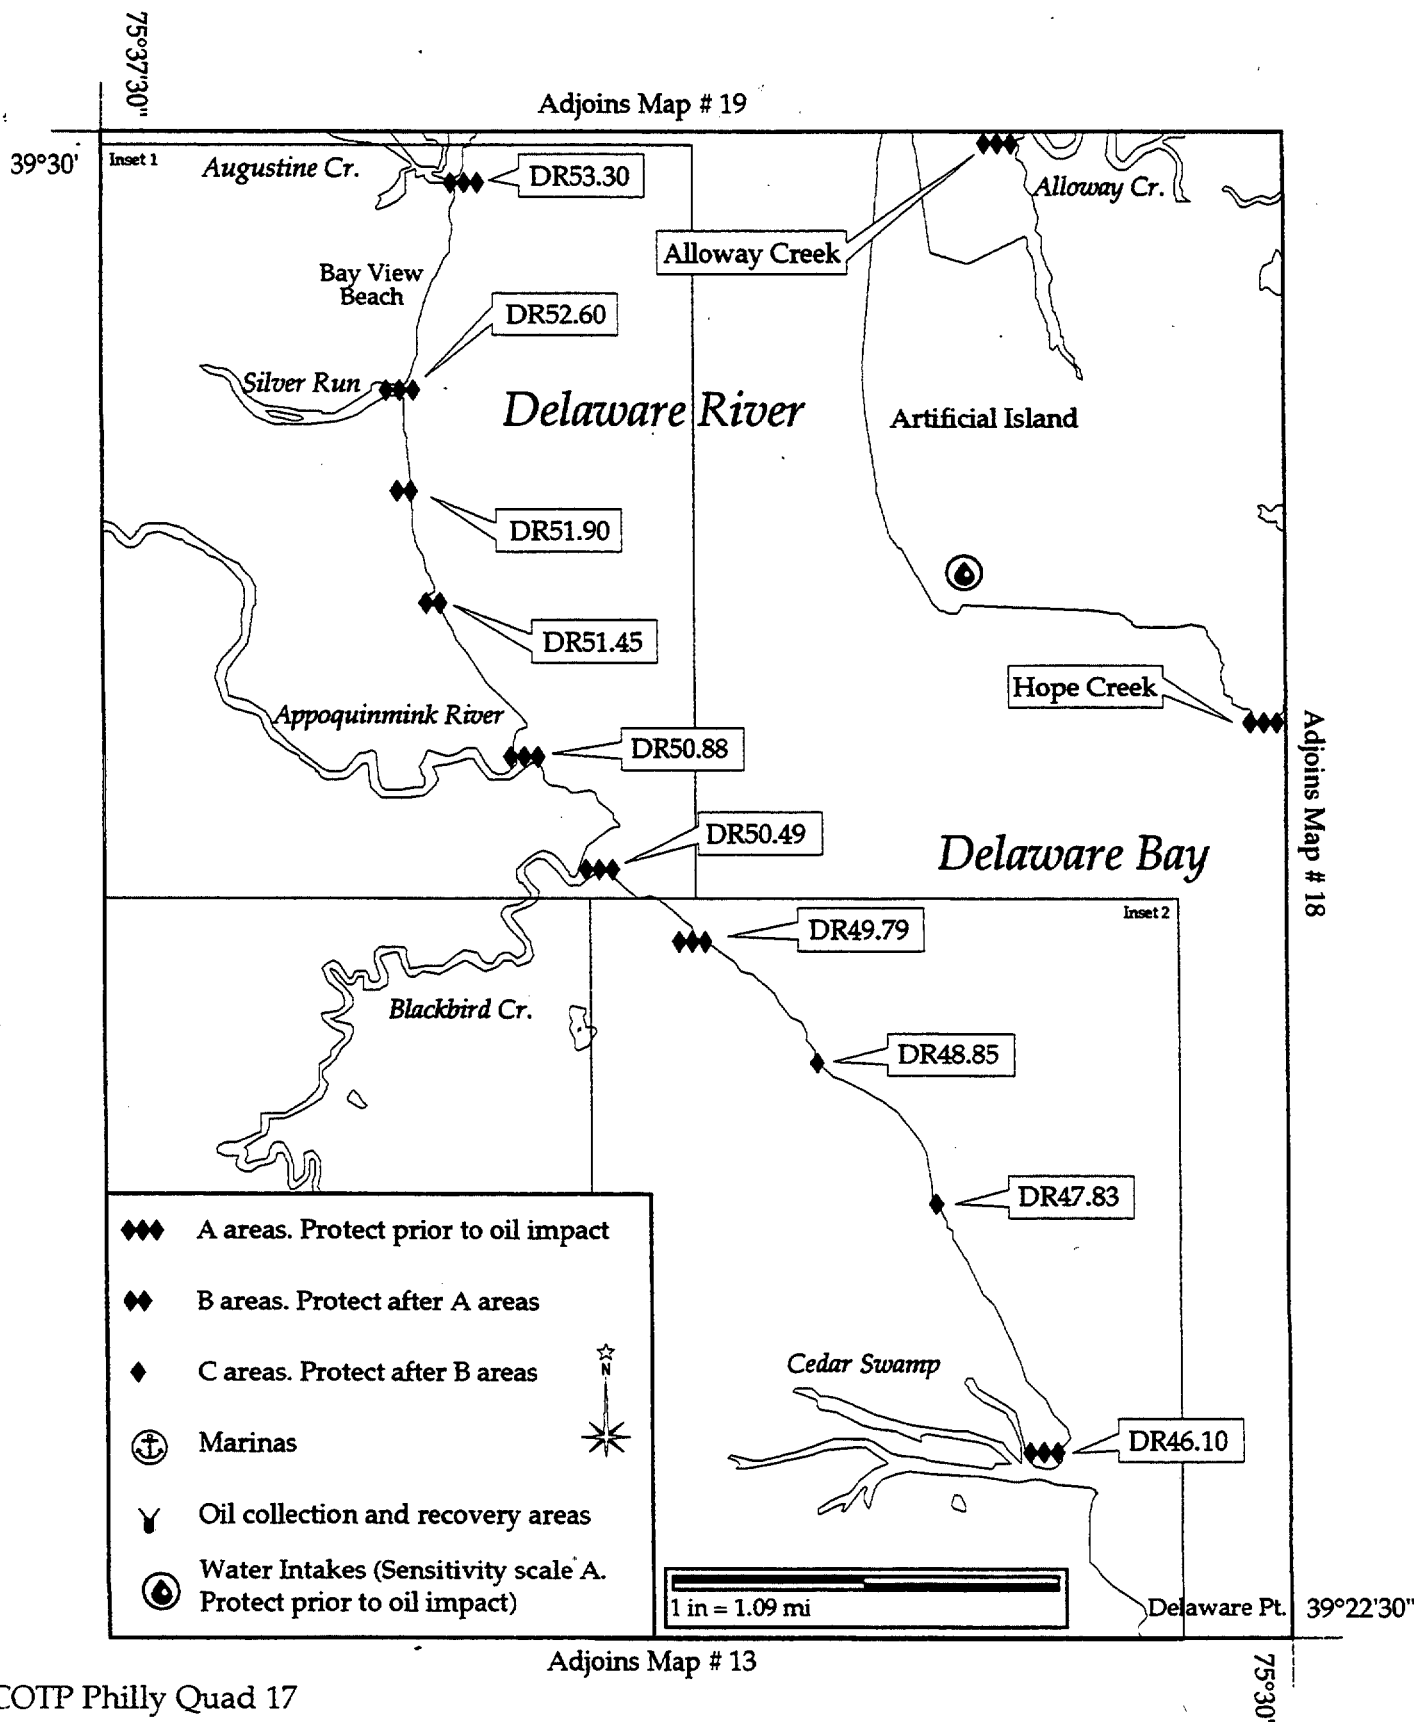 75°37'30"
Adjoins Map # 19
39°30'
Inset 1
Augustine Cr.
DR53.30
Alloway Cr.
Alloway Creek
Bay View
Beach
DR52.60
Silver Run
Delaware River
Artificial Island
DR51.90
DR51.45
Hope Creek
Appoquinmink River
DR50.88
Adjoins Map # 18
DR50.49
Delaware Bay
Inset 2
DR49.79
Blackbird Cr.
DR48.85
DR47.83
A areas. Protect prior to oil impact
B areas. Protect after A areas
C areas. Protect after B areas
N
Marinas
Oil collection and recovery areas
Water Intakes (Sensitivity scale A.
Protect prior to oil impact)
Cedar Swamp
DR46.10
1 in = 1.09 mi
Delaware Pt.
39°22'30"
Adjoins Map # 13
75°30'
COTP Philly Quad 17